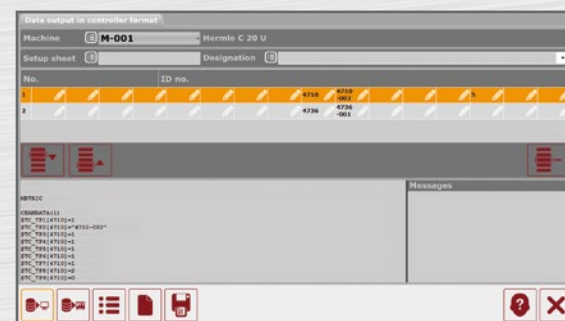 Data output in controller format
Machine M-001 Hermle C 20 U
Setup sheet Designation
No. ID no.
1 4710 4710 -002 5
2 4736 4736 -001
Messages
METRIC
CHANDATA(1)
$TC_TP1[4710]=1
$TC_TP2[4710]="4710-002"
$TC_TP3[4710]=1
$TC_TP4[4710]=1
$TC_TP5[4710]=1
$TC_TP6[4710]=1
$TC_TP7[4710]=1
$TC_TP8[4710]=2
$TC_TP9[4710]=0